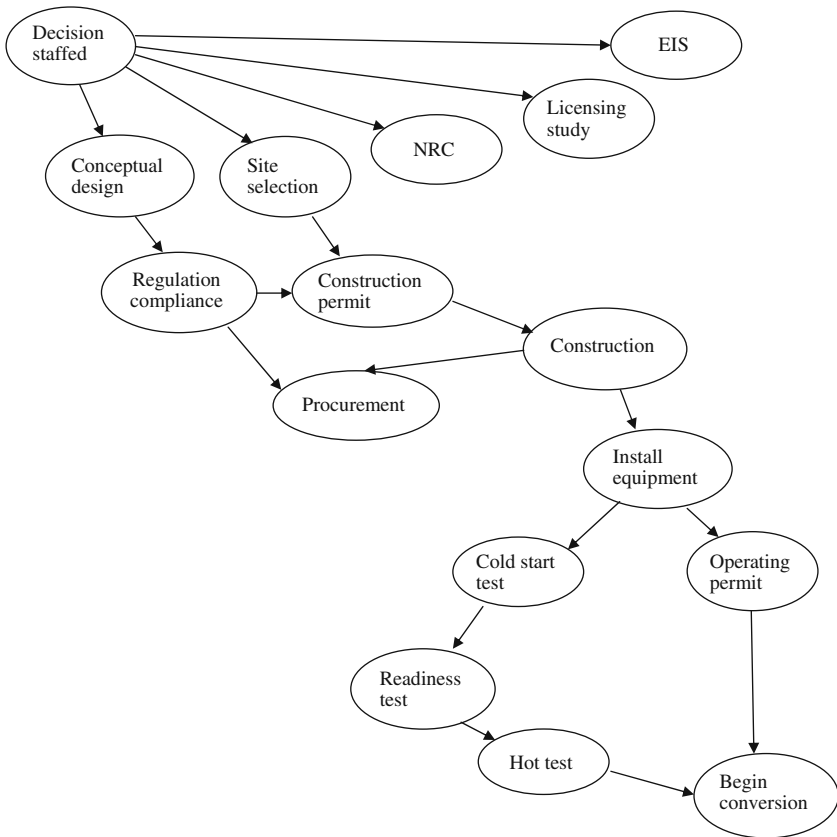 Decision
staffed
EIS
Licensing
study
NRC
Conceptual
design
Site
selection
Regulation
compliance
Construction
permit
Construction
Procurement
Install
equipment
Cold start
test
Operating
permit
Readiness
test
Hot test
Begin
conversion